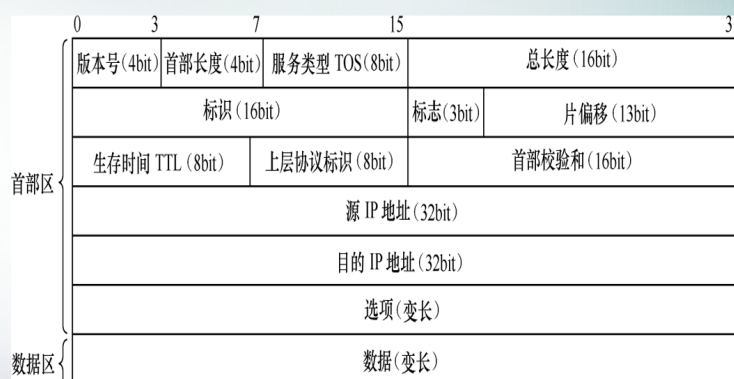 0 3 7 15 3
版本号(4bit) 首部长度(4bit) 服务类型 TOS(8bit) 总长度(16bit)
标识(16bit) 标志(3bit) 片偏移(13bit)
生存时间 TTL(8bit) 上层协议标识(8bit) 首部校验和(16bit)
首部区
源 IP 地址(32bit)
目的 IP 地址(32bit)
选项(变长)
数据区 数据(变长)